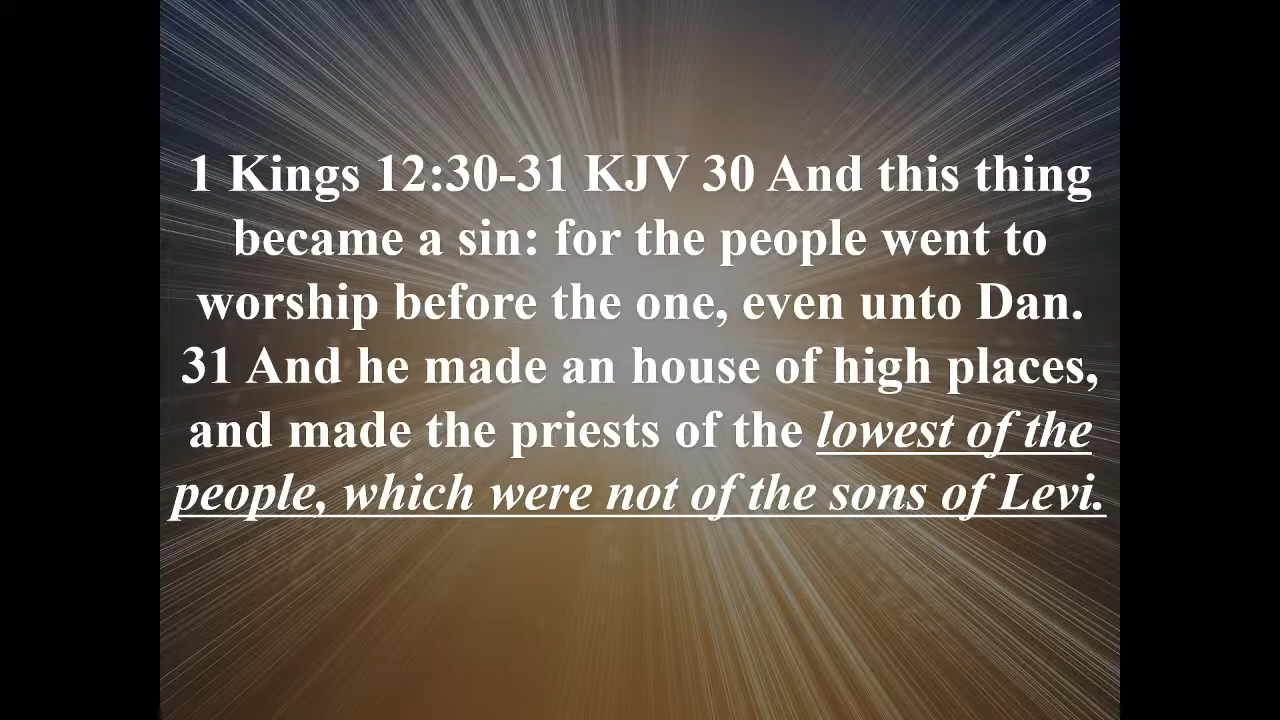 1 Kings 12:30-31 KJV 30 And this thing
became a sin: for the people went to
worship before the one, even unto Dan.
31 And he made an house of high places,
and made the priests of the lowest of the
people, which were not of the sons of Levi.